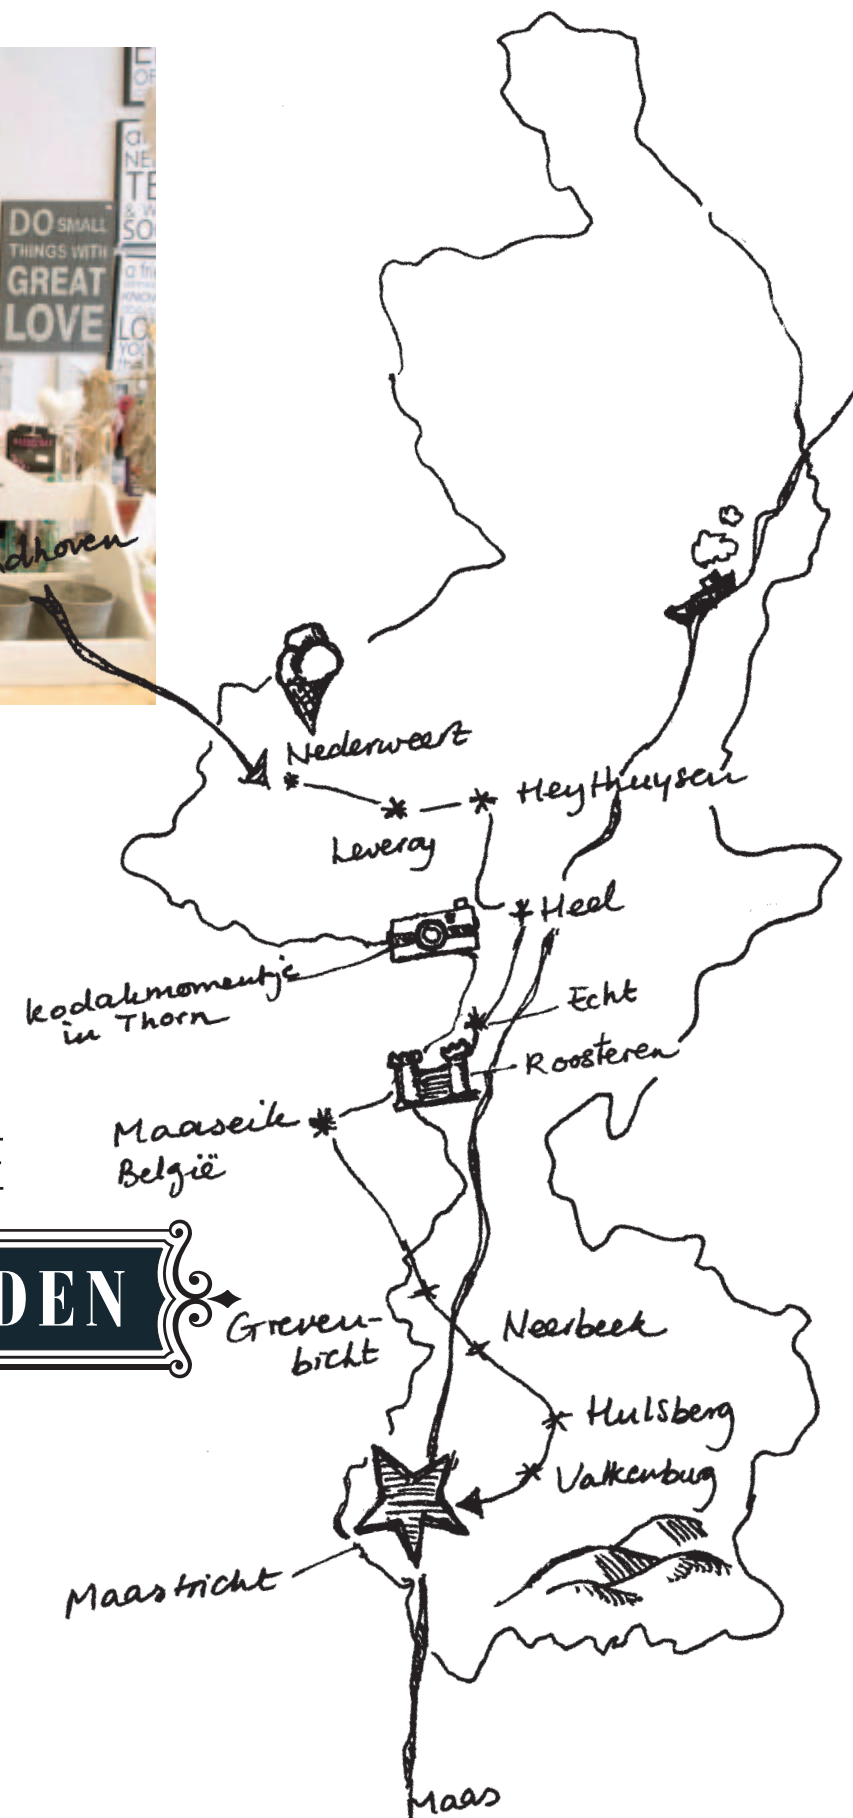 DO SMALL
THINGS WITH
GREAT
LOVE
Nederweert
Leveroy
Heythuysen
Heel
kodakmomentje
in Thorn
Echt
Roosteren
Maaseik
België
DEN
Greven-
bicht
Neerbeek
Hulsberg
Valkenburg
Maastricht
Maas